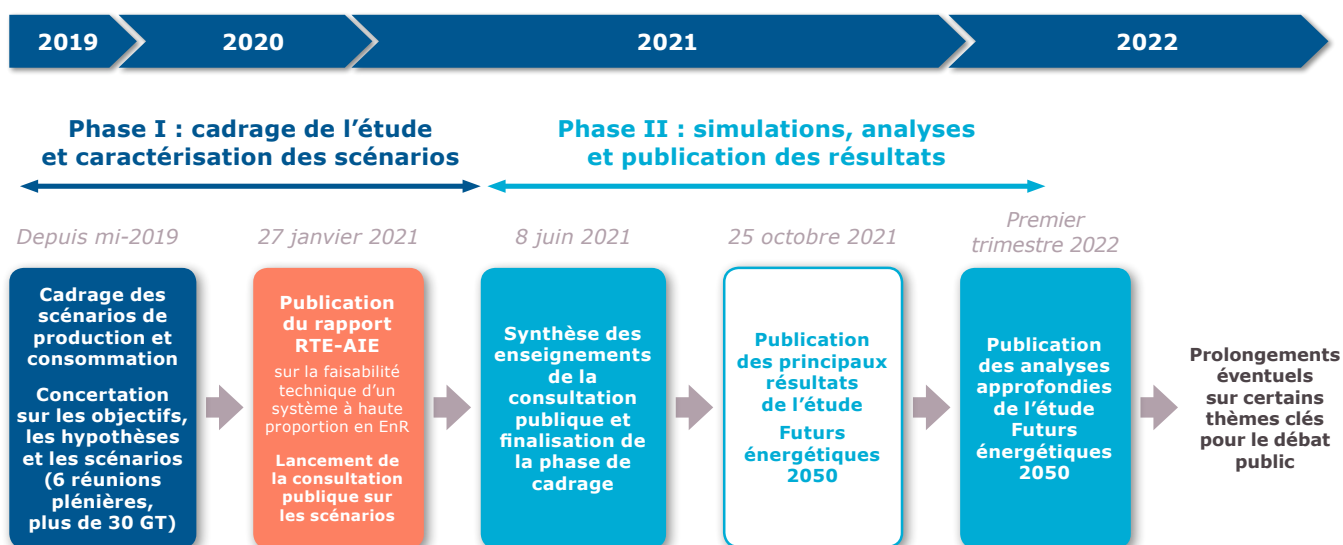 2019
2020
2021
2022
Phase I : cadrage de l’étude
et caractérisation des scénarios
Phase II : simulations, analyses
et publication des résultats
Depuis mi-2019
27 janvier 2021
8 juin 2021
25 octobre 2021
Premier
trimestre 2022
Cadrage des
scénarios de
production et
consommation
Concertation
sur les objectifs,
les hypothèses
et les scénarios
(6 réunions
plénières,
plus de 30 GT)
Publication
du rapport
RTE-AIE
sur la faisabilité
technique d’un
système à haute
proportion en EnR
Lancement de
la consultation
publique sur
les scénarios
Synthèse des
enseignements
de la
consultation
publique et
finalisation de
la phase de
cadrage
Publication
des principaux
résultats
de l’étude
Futurs
énergétiques
2050
Publication
des analyses
approfondies
de l’étude
Futurs
énergétiques
2050
Prolongements
éventuels
sur certains
thèmes clés
pour le débat
public